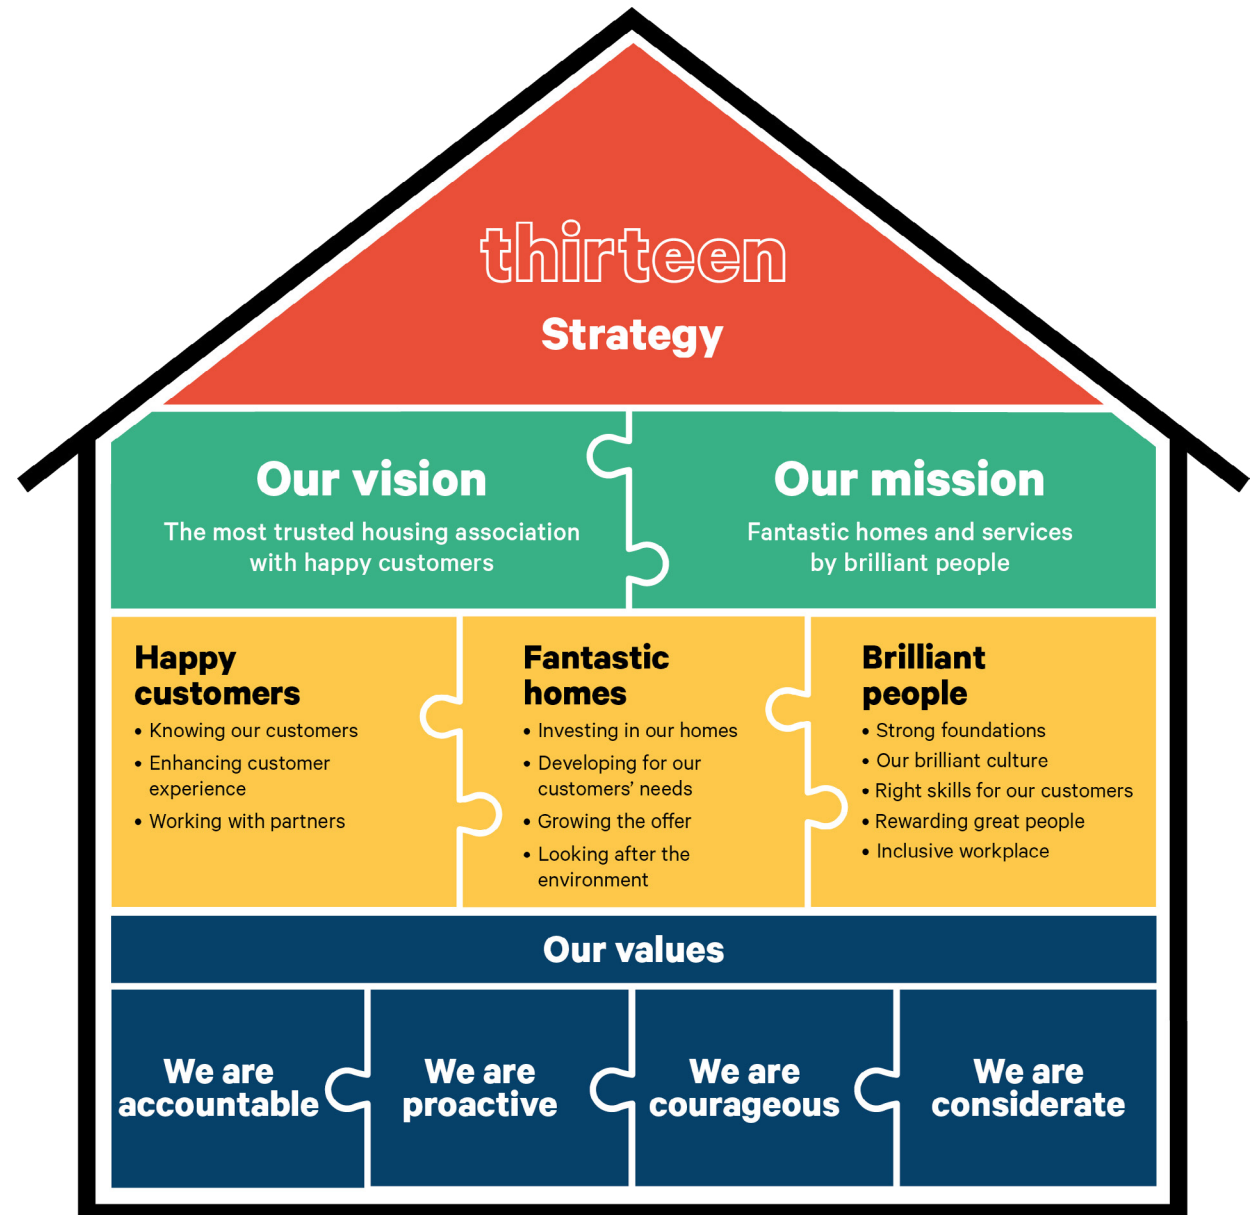 thirteen
Strategy
Our vision
The most trusted housing association
with happy customers
Our mission
Fantastic homes and services
by brilliant people
Happy
customers
• Knowing our customers
• Enhancing customer
experience
• Working with partners
Fantastic
homes
• Investing in our homes
• Developing for our
customers’ needs
• Growing the offer
• Looking after the
environment
Brilliant
people
• Strong foundations
• Our brilliant culture
• Right skills for our customers
• Rewarding great people
• Inclusive workplace
Our values
We are
accountable
We are
proactive
We are
courageous
We are
considerate